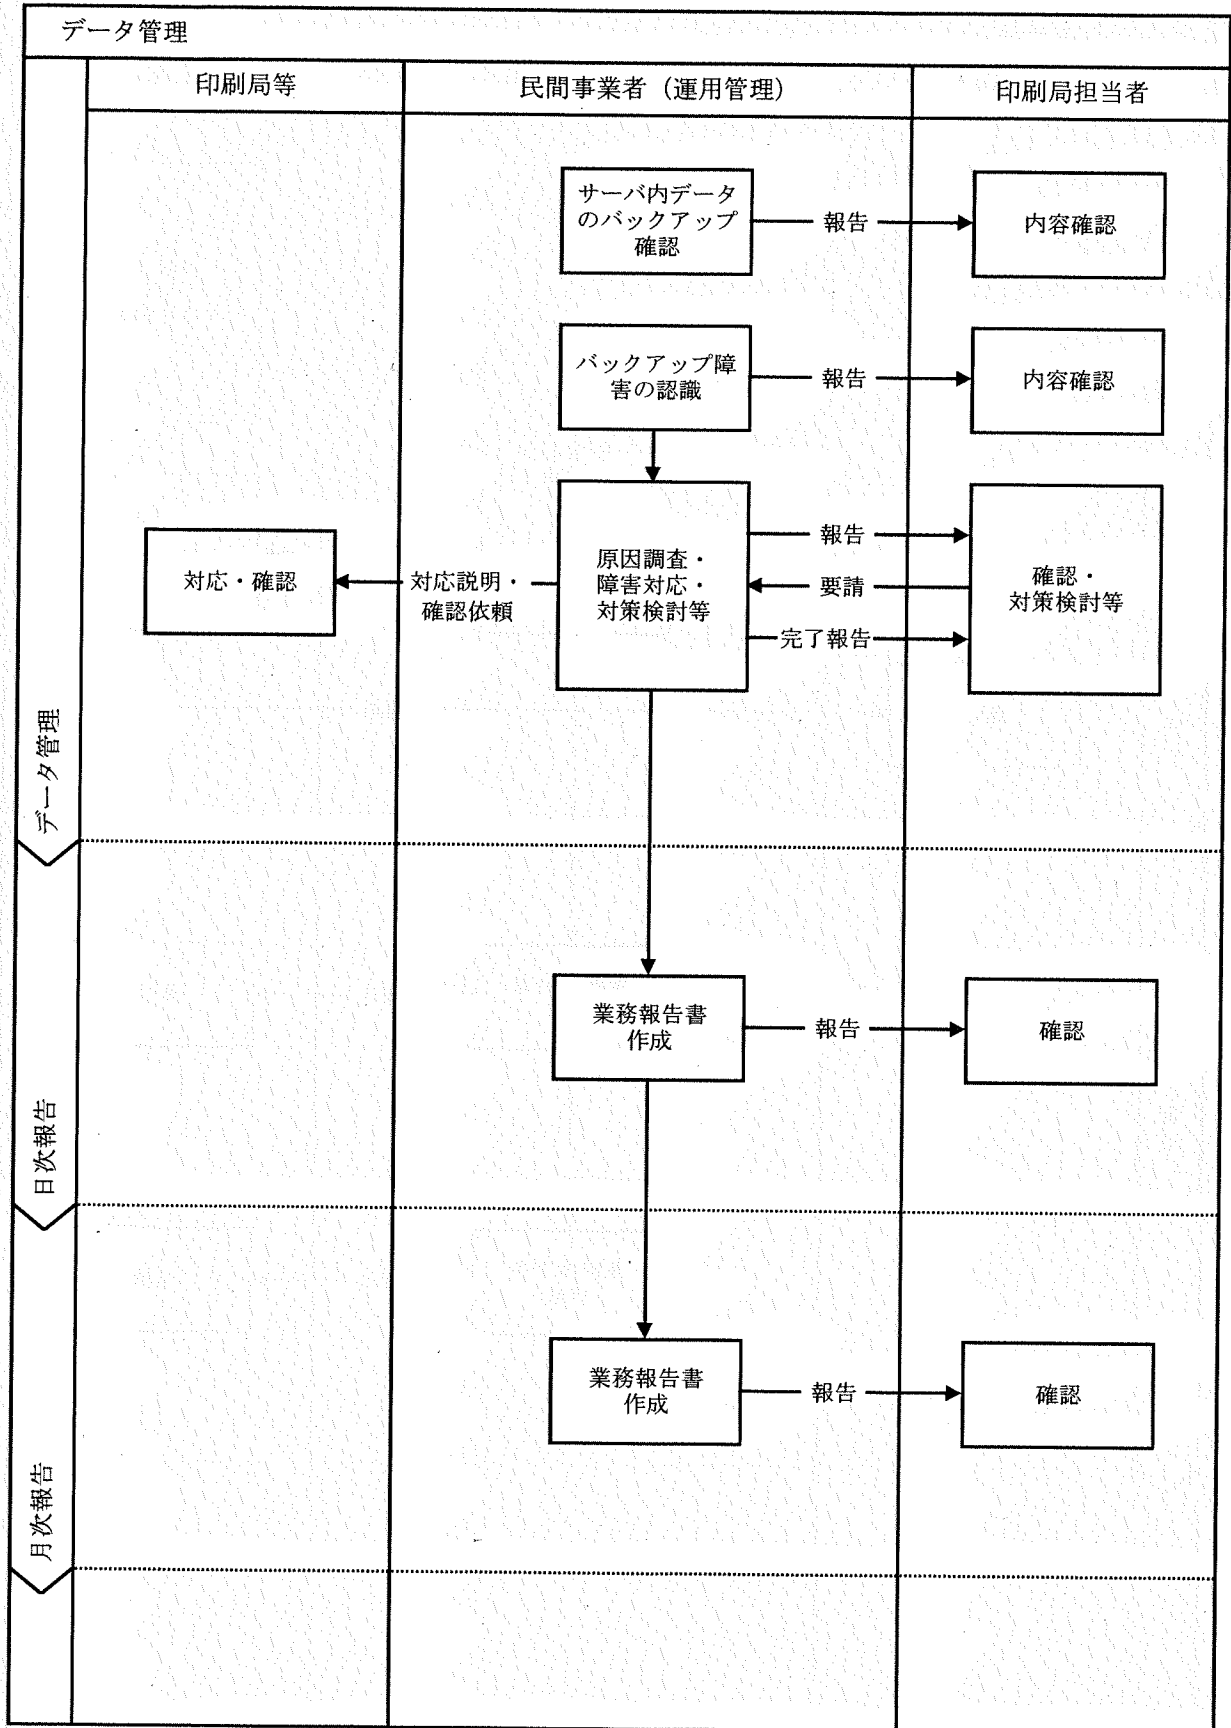 データ管理
印刷局等
民間事業者（運用管理）
印刷局担当者
サーバ内データ
のバックアップ
確認
報告
内容確認
バックアップ障
害の認識
報告
内容確認
対応・確認
対応説明・
確認依頼
原因調査・
障害対応・
対策検討等
報告
要請
完了報告
確認・
対策検討等
データ管理
業務報告書
作成
報告
確認
日次報告
業務報告書
作成
報告
確認
月次報告